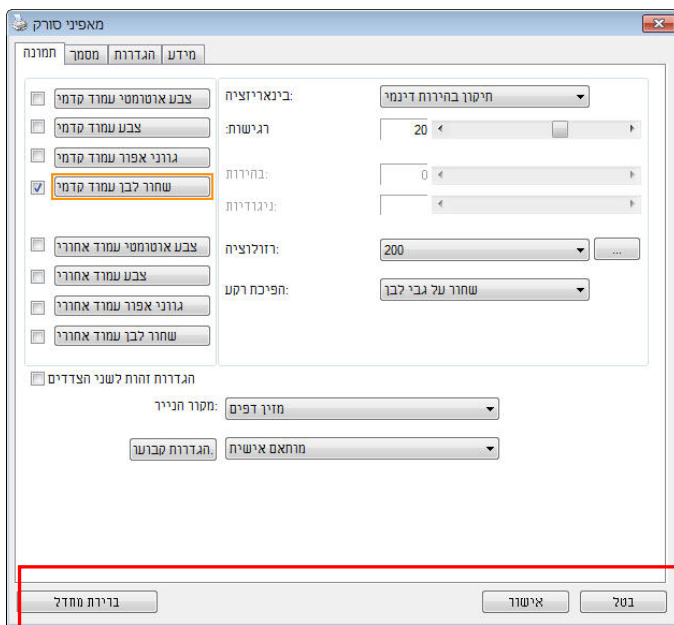 מאפיני סורק
תמונה מסמך הגדרות מידע
צבע אוטומטי עמוד קדמי
צבע עמוד קדמי
גווני אפור עמוד קדמי
שחור לבן עמוד קדמי
צבע אוטומטי עמוד אחורי
צבע עמוד אחורי
גווני אפור עמוד אחורי
שחור לבן עמוד אחורי
בינאריזציה: תיקון בהירות דינמי
רגישות: 20
בהירות: 0
ניגודיות:
רזולוציה: 200 ...
הפיכת רקע: שחור על גבי לבן
הגדרות זהות לשני הצדדים
מקור הנייר: מזין דפים
הגדרות קבועו. מותאם אישית
ברירת מחדל אישור בטל